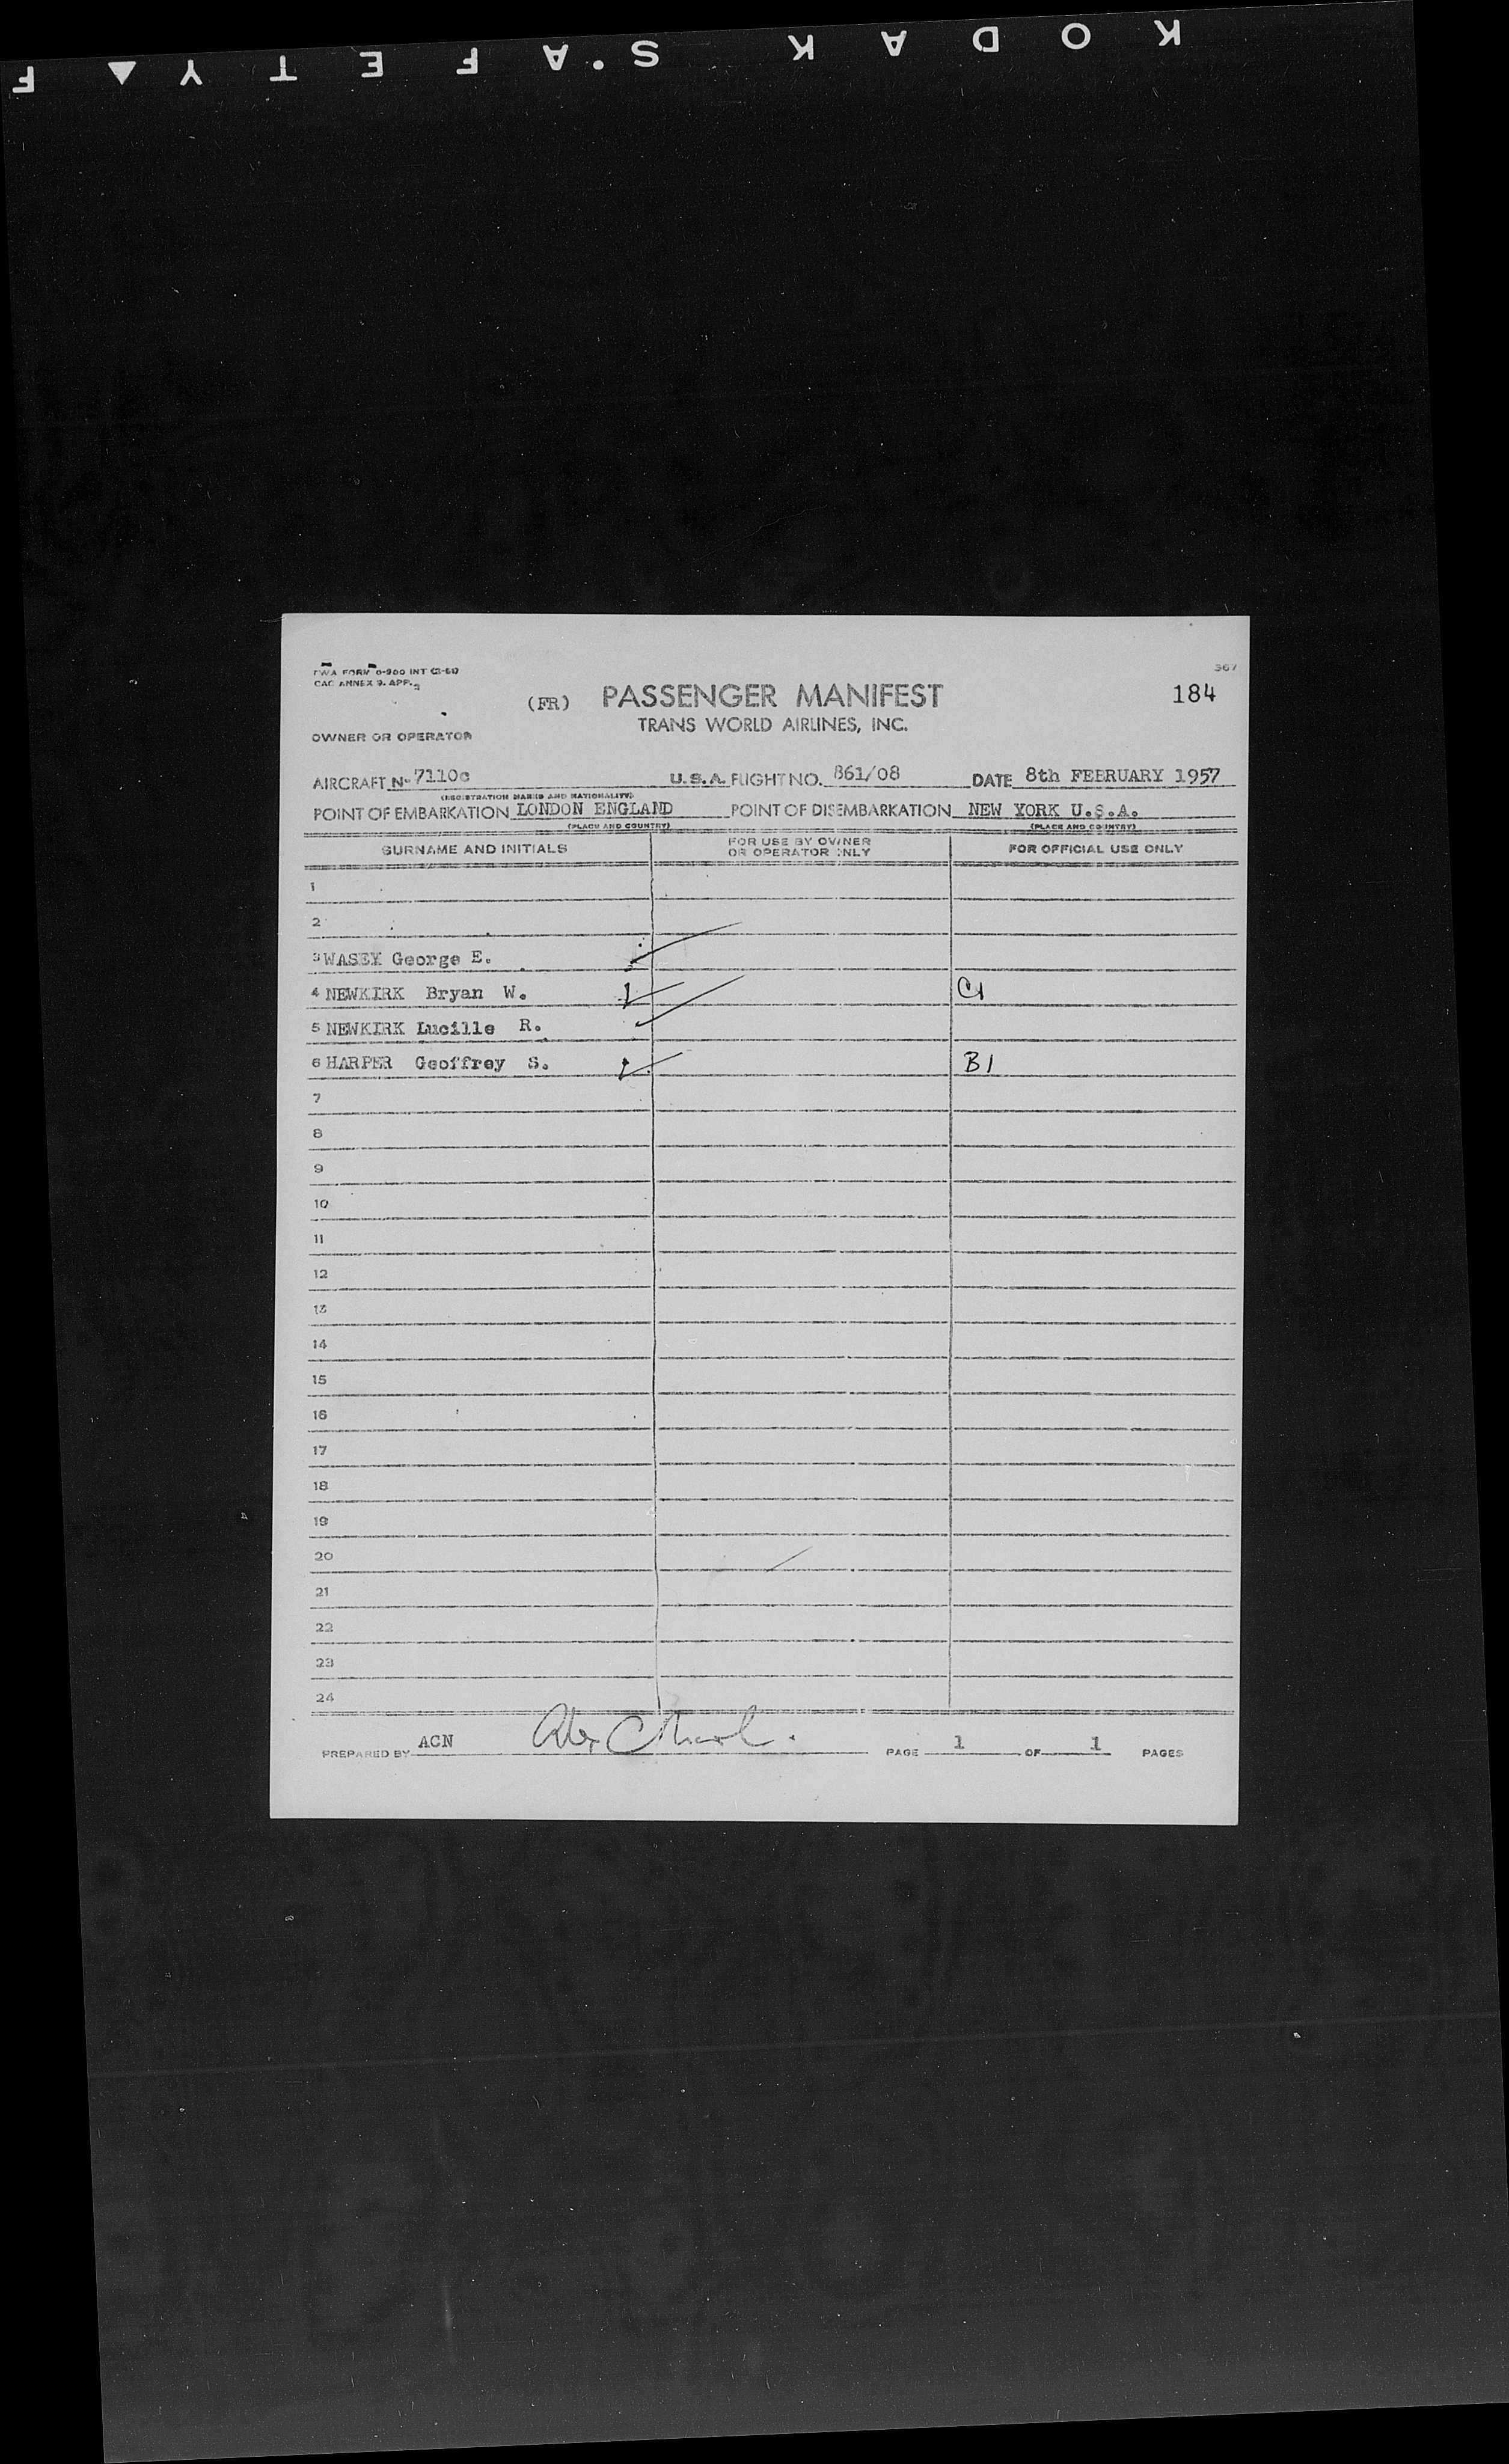 KODAK SAFETY F
367
TWA FORM 0-900 INT
CAC ANNEX 9. APP.
184
(FR) PASSENGER MANIFEST
TRANS WORLD AIRLINES, INC.
OWNER OR OPERATOR
AIRCRAFT No 7110c U.S.A. FLIGHT NO. 861/08 DATE 8th FEBRUARY 1957
(REGISTRATION MARKS AND NATIONALITY)
POINT OF EMBARKATION LONDON ENGLAND POINT OF DISEMBARKATION NEW YORK U.S.A.
(PLACE AND COUNTRY) (PLACE AND COUNTRY)
SURNAME AND INITIALS FOR USE BY OWNER OR OPERATOR ONLY FOR OFFICIAL USE ONLY
1
2
3 WASEY George E.
4 NEWKIRK Bryan W. C1
5 NEWKIRK Lucille R.
6 HARPER Geoffrey S. B1
7
8
9
10
11
12
13
14
15
16
17
18
19
20
21
22
23
24
PREPARED BY ACN PAGE 1 OF 1 PAGES